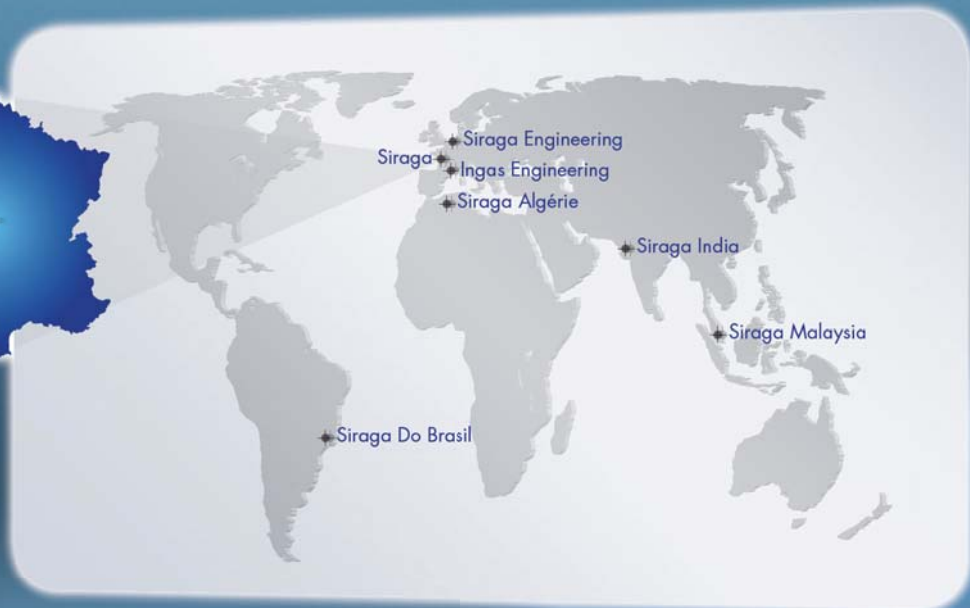 Siraga Engineering
Siraga
Ingas Engineering
Siraga Algérie
Siraga India
Siraga Malaysia
Siraga Do Brasil